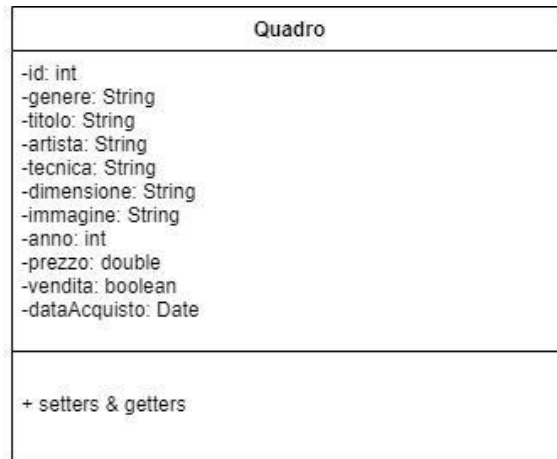 Quadro
-id: int
-genere: String
-titolo: String
-artista: String
-tecnica: String
-dimensione: String
-immagine: String
-anno: int
-prezzo: double
-vendita: boolean
-dataAcquisto: Date
+ setters & getters